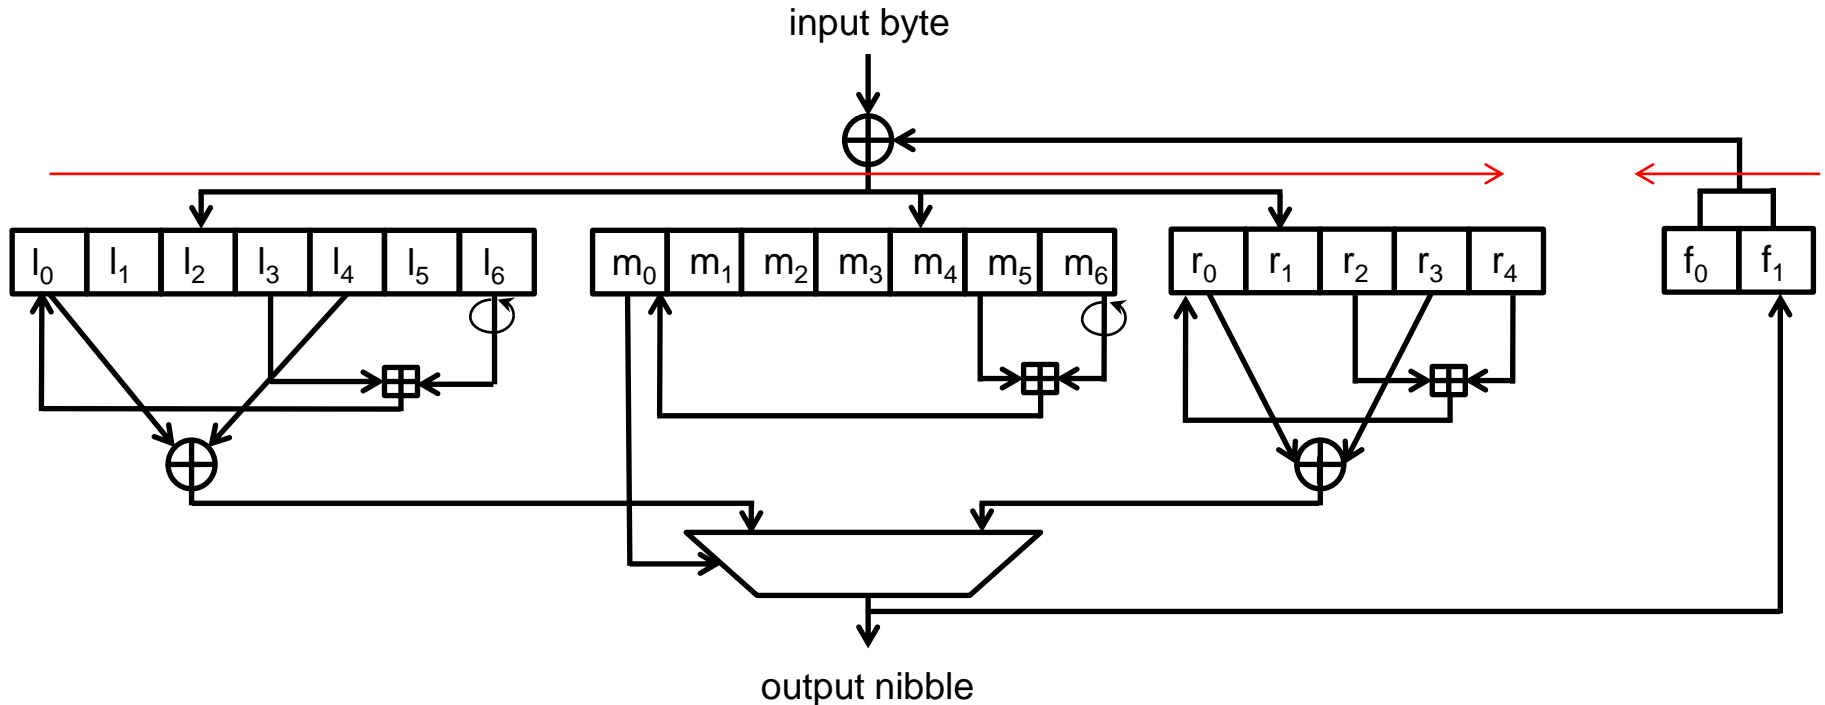 input byte
l₀ l₁ l₂ l₃ l₄ l₅ l₆ m₀ m₁ m₂ m₃ m₄ m₅ m₆ r₀ r₁ r₂ r₃ r₄ f₀ f₁
output nibble